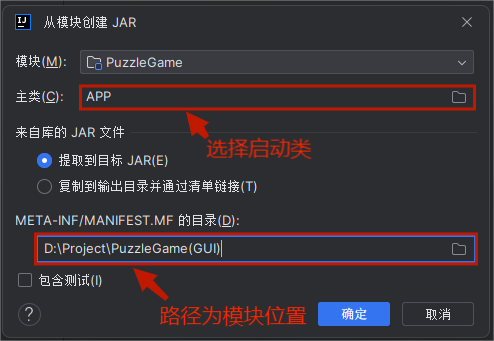 从模块创建 JAR
模块(M): PuzzleGame
主类(C): APP
来自库的 JAR 文件
选择启动类
提取到目标 JAR(E)
复制到输出目录并通过清单链接(T)
META-INF/MANIFEST.MF 的目录(D):
D:\Project\PuzzleGame(GUI)
包含测试(I)
路径为模块位置
? 确定 取消